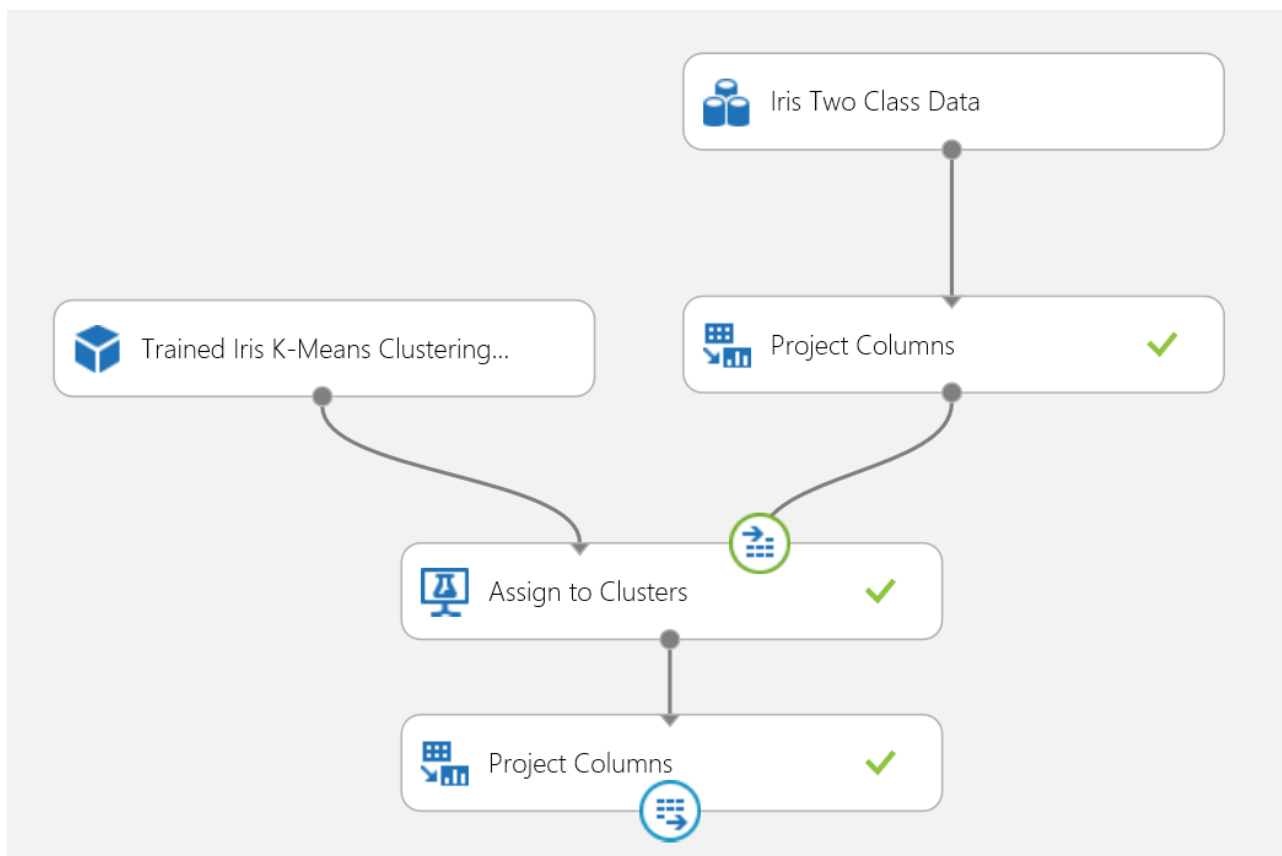 Iris Two Class Data
Trained Iris K-Means Clustering...
Project Columns
Assign to Clusters
Project Columns